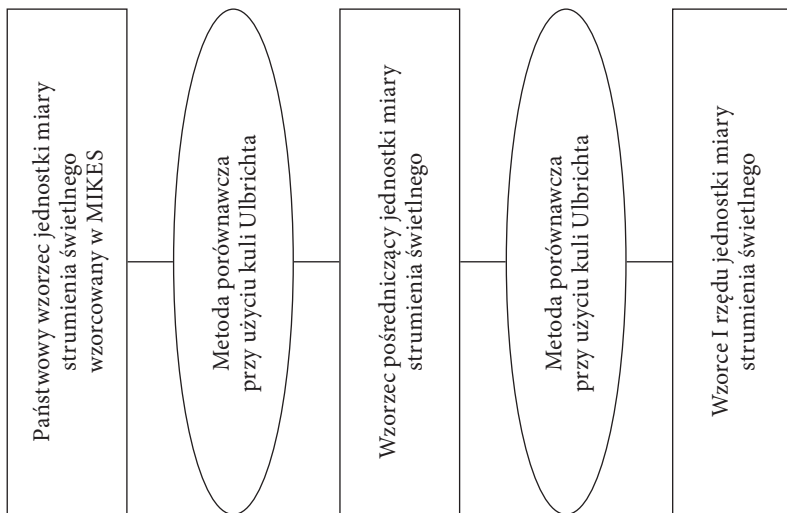 Państwowy wzorzec jednostki miary
strumienia świetlnego
wzorcowany w MIKES
Metoda porównawcza
przy użyciu kuli Ulbrichta
Wzorzec pośredniczący jednostki miary
strumienia świetlnego
Metoda porównawcza
przy użyciu kuli Ulbrichta
Wzorce I rzędu jednostki miary
strumienia świetlnego